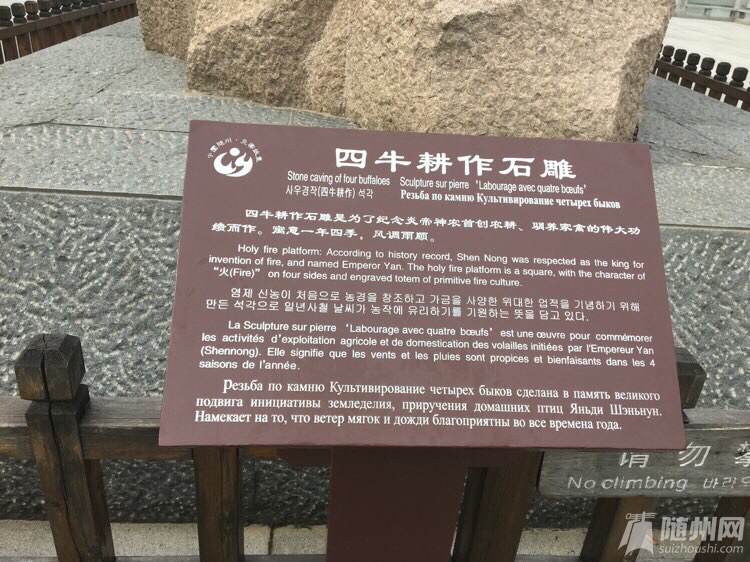 四牛耕作石雕
Stone caving of four buffaloes Sculpture sur pierre 'Labourage avec quatre bœufs'
사우경작(四牛耕作) 석각 Резьба по камню Культивирование четырех быков
四牛耕作石雕是为了纪念炎帝神农首创农耕、驯养家禽的伟大功
绩而作。寓意一年四季,风调雨顺。
Holy fire platform: According to history record, Shen Nong was respected as the king for
invention of fire, and named Emperor Yan. The holy fire platform is a square, with the character of
"火(Fire)" on four sides and engraved totem of primitive fire culture.
염제 신농이 처음으로 농경을 창조하고 가금을 사양한 위대한 업적을 기념하기 위해
만든 석각으로 일년사철 날씨가 농작에 유리하기를 기원하는 뜻을 담고 있다.
La Sculpture sur pierre 'Labourage avec quatre bœufs' est une œuvre pour commémorer
les activités d'exploitation agricole et de domestication des volailles initiées par l'Empereur Yan
(Shennong). Elle signifie que les vents et les pluies sont propices et bienfaisants dans les 4
saisons de l'année.
Резьба по камню Культивирование четырех быков сделана в память великого
подвига инициативы земледелия, приручения домашних птиц Яньди Шэньнун.
Намекает на то, что ветер мягок и дожди благоприятны во все времена года.
请勿
No climbing 바라우
随州网
suizhoushi.com